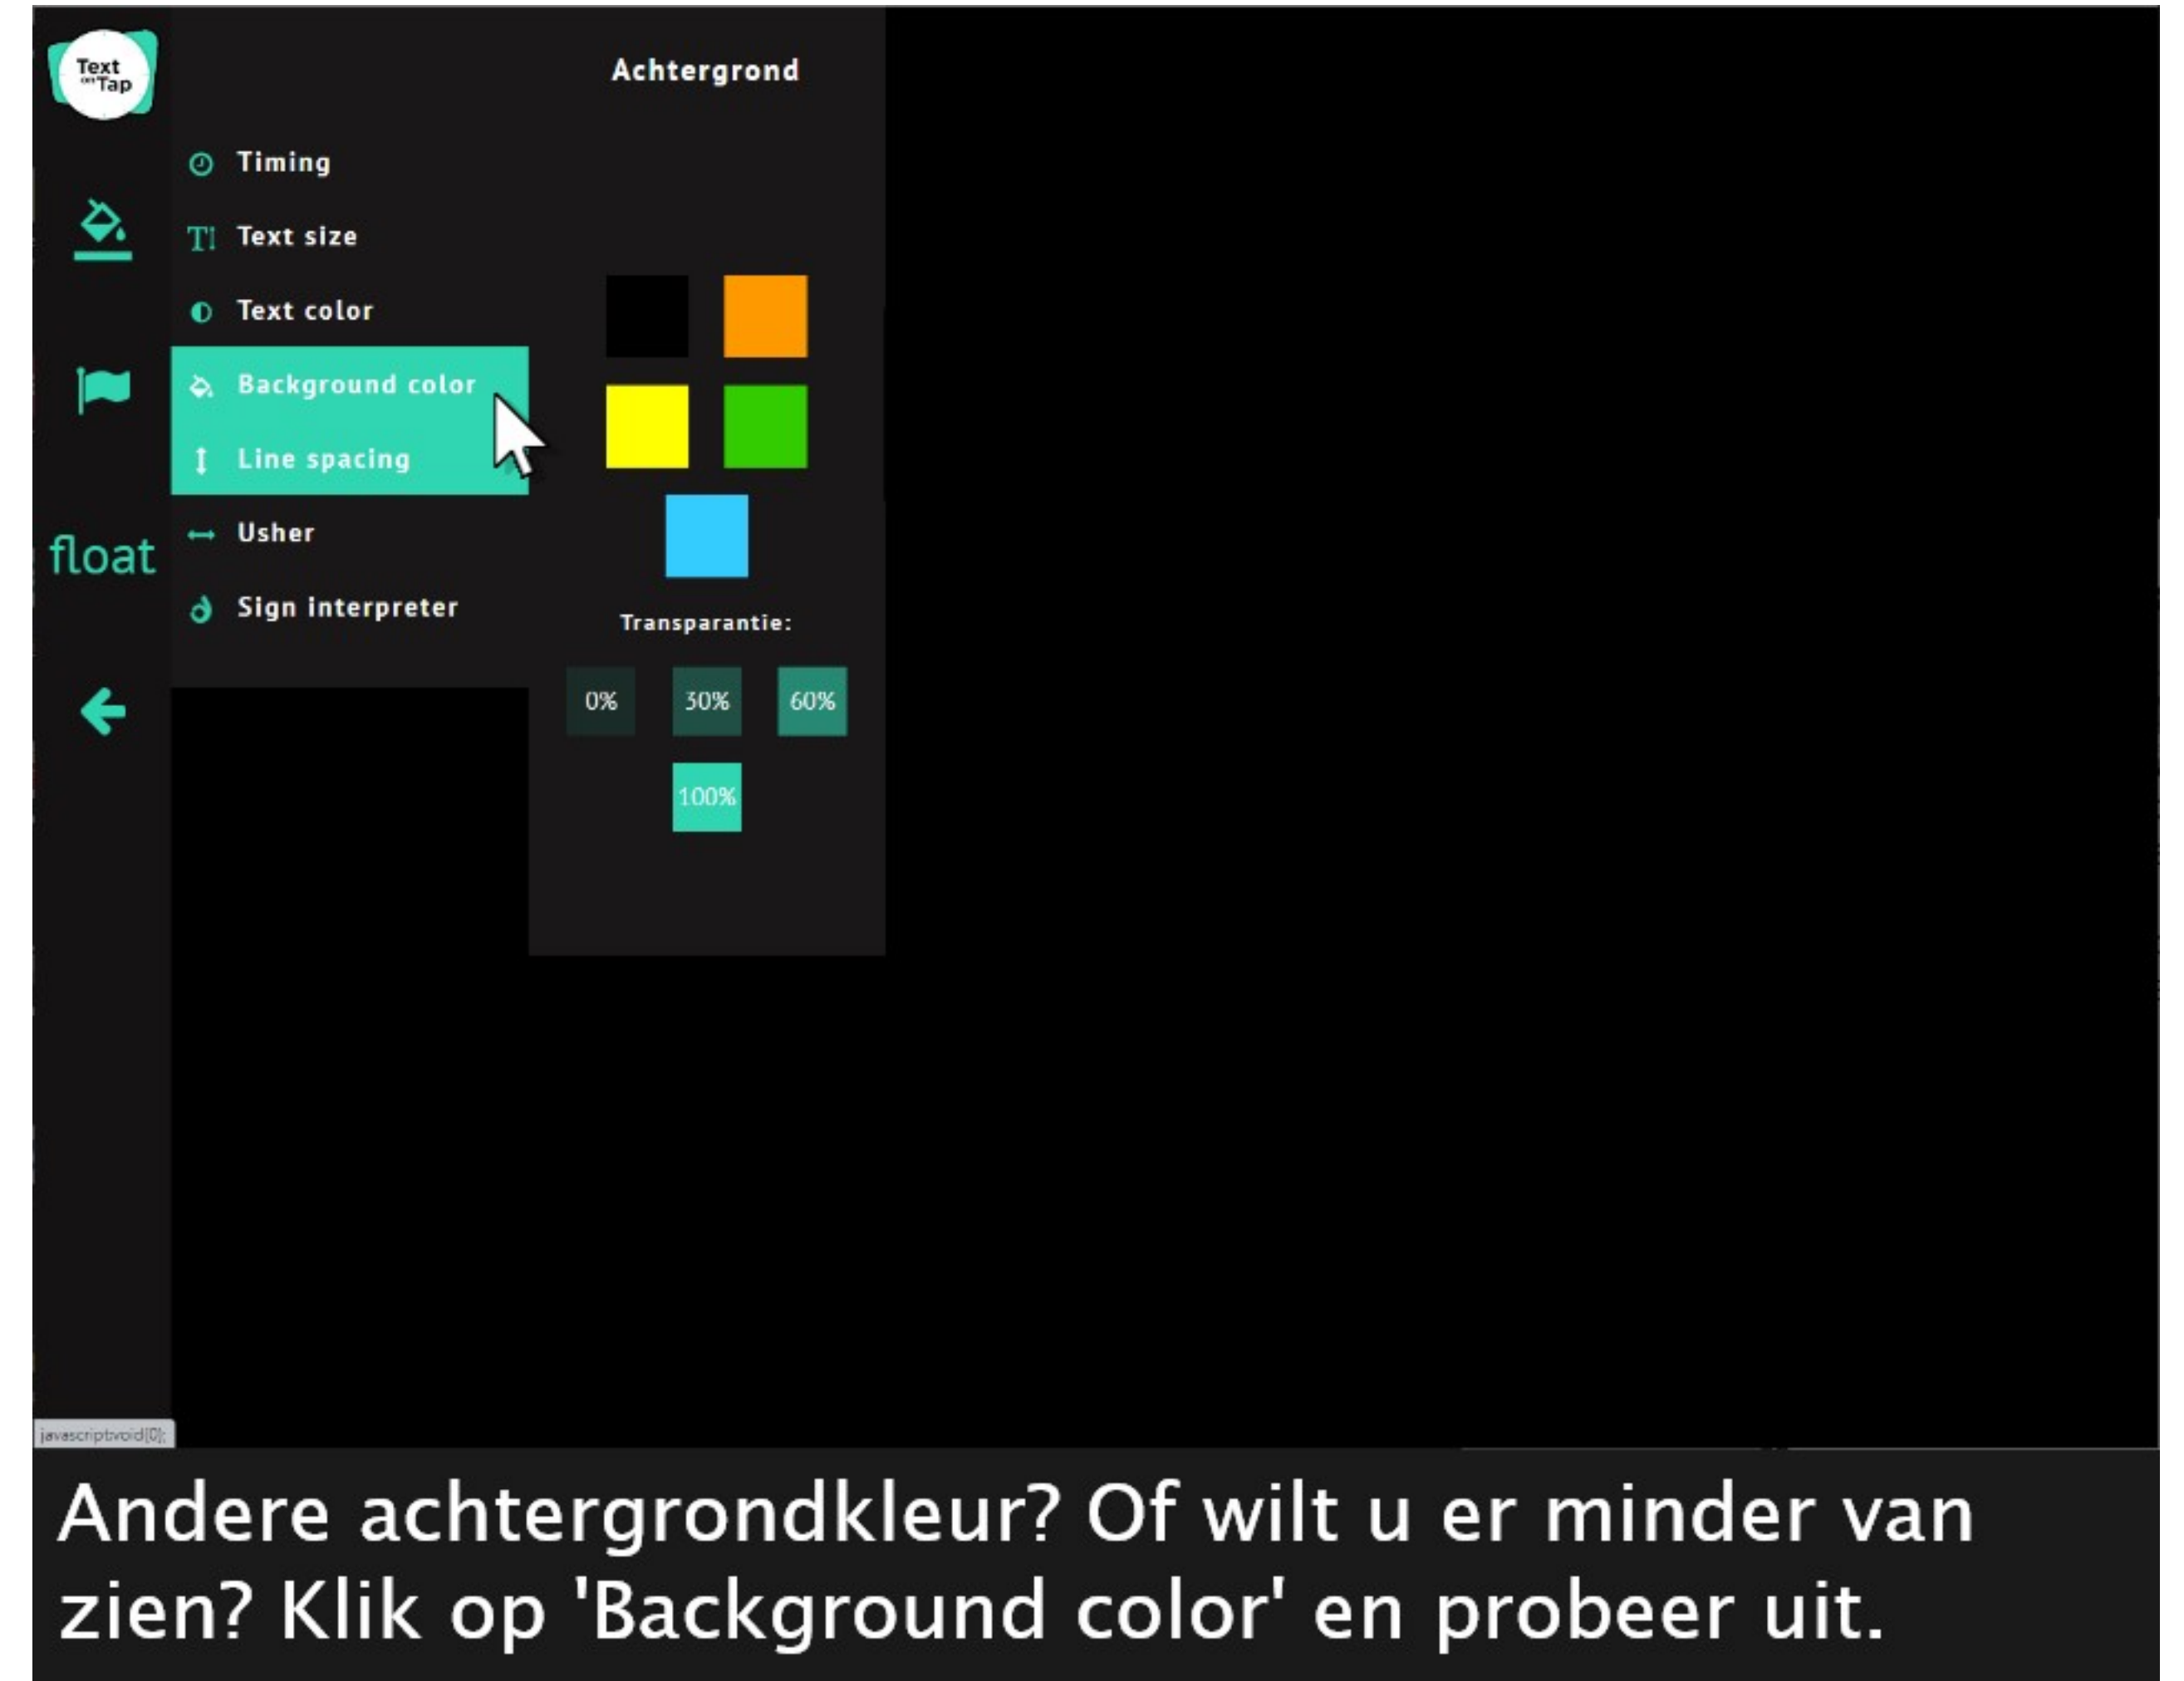 Text
on Tap
Achtergrond
Timing
Text size
Text color
Background color
Line spacing
Usher
Sign interpreter
float
Transparantie:
0% 30% 60%
100%
javascript:void(0);
Andere achtergrondkleur? Of wilt u er minder van
zien? Klik op 'Background color' en probeer uit.